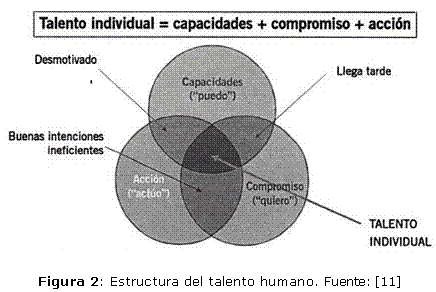 Talento individual = capacidades + compromiso + acción
Desmotivado
Capacidades
("puedo")
Llega tarde
Buenas intenciones
ineficientes
Acción
("actúo")
Compromiso
("quiero")
TALENTO
INDIVIDUAL
Figura 2: Estructura del talento humano. Fuente: [11]